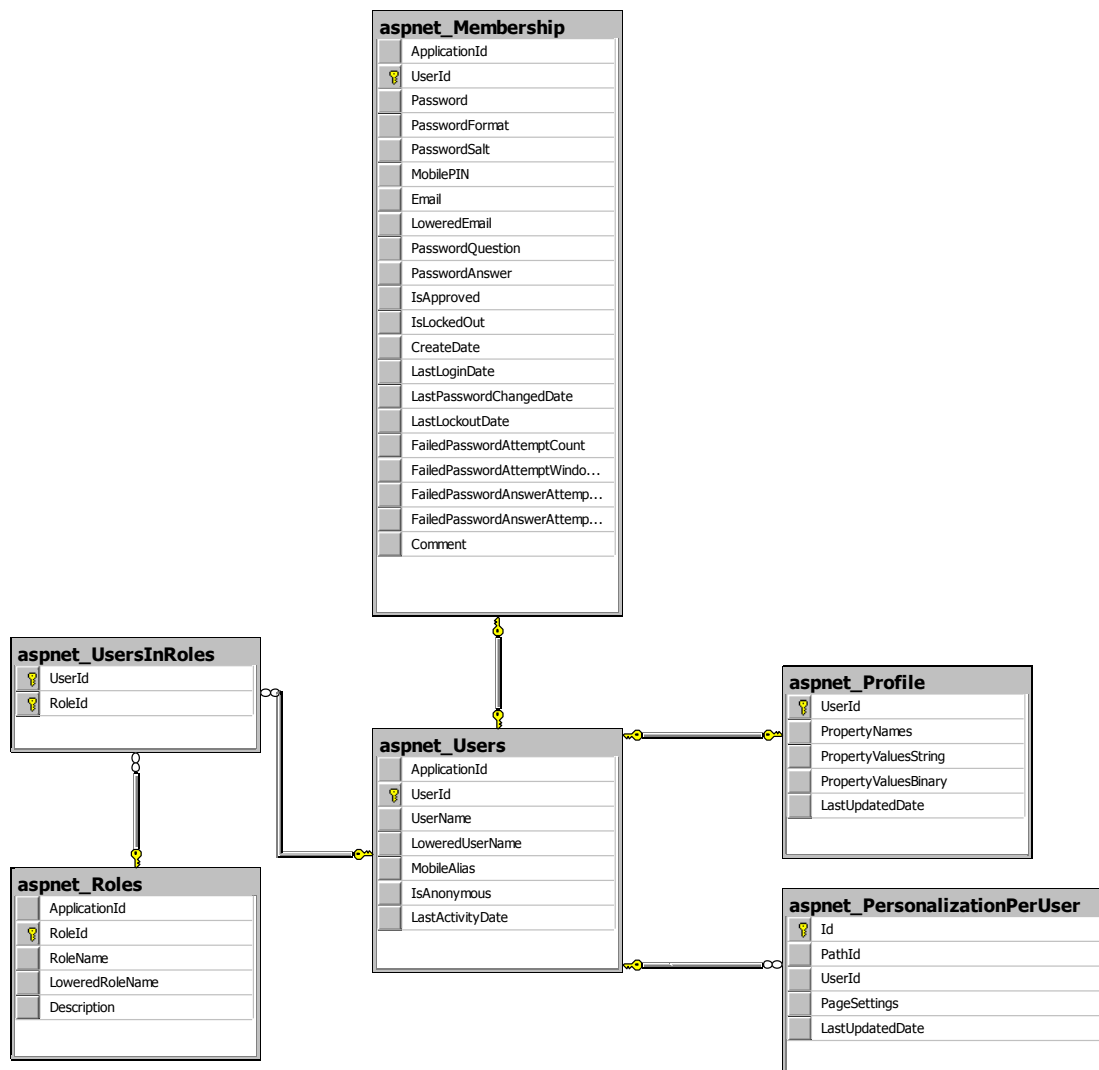 aspnet_Membership
ApplicationId
UserId
Password
PasswordFormat
PasswordSalt
MobilePIN
Email
LoweredEmail
PasswordQuestion
PasswordAnswer
IsApproved
IsLockedOut
CreateDate
LastLoginDate
LastPasswordChangedDate
LastLockoutDate
FailedPasswordAttemptCount
FailedPasswordAttemptWindo...
FailedPasswordAnswerAttemp...
FailedPasswordAnswerAttemp...
Comment
aspnet_UsersInRoles
UserId
RoleId
aspnet_Roles
ApplicationId
RoleId
RoleName
LoweredRoleName
Description
aspnet_Users
ApplicationId
UserId
UserName
LoweredUserName
MobileAlias
IsAnonymous
LastActivityDate
aspnet_Profile
UserId
PropertyNames
PropertyValuesString
PropertyValuesBinary
LastUpdatedDate
aspnet_PersonalizationPerUser
Id
PathId
UserId
PageSettings
LastUpdatedDate